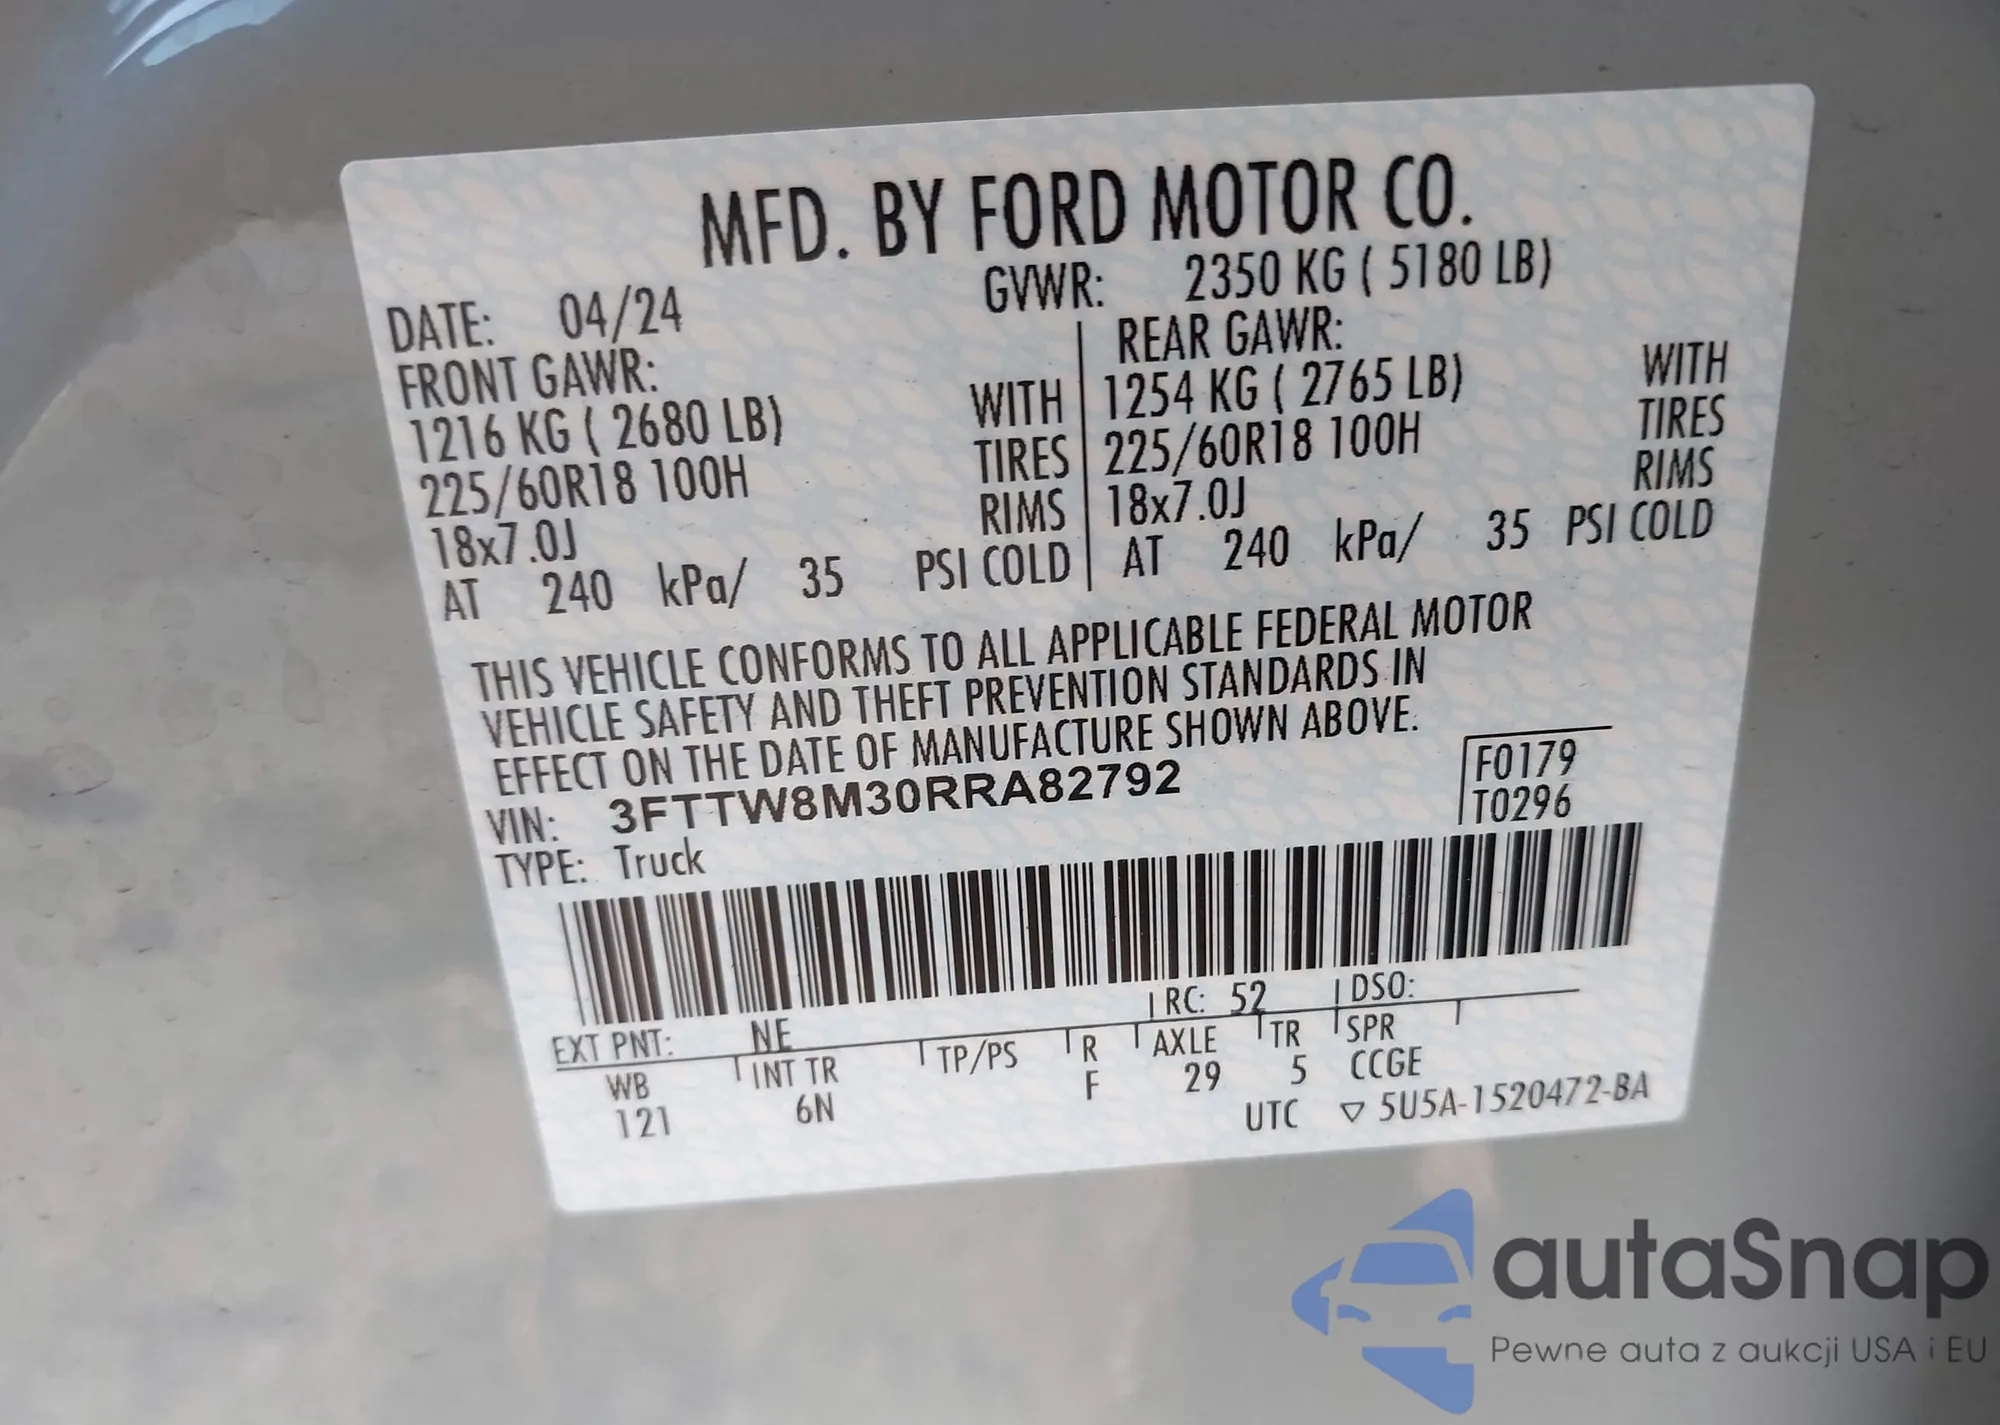 MFD. BY FORD MOTOR CO.
DATE: 04/24 GVWR: 2350 KG ( 5180 LB)
FRONT GAWR: REAR GAWR:
1216 KG ( 2680 LB) WITH 1254 KG ( 2765 LB) WITH
225/60R18 100H TIRES 225/60R18 100H TIRES
18x7.0J RIMS 18x7.0J RIMS
AT 240 kPa/ 35 PSI COLD AT 240 kPa/ 35 PSI COLD
THIS VEHICLE CONFORMS TO ALL APPLICABLE FEDERAL MOTOR
VEHICLE SAFETY AND THEFT PREVENTION STANDARDS IN
EFFECT ON THE DATE OF MANUFACTURE SHOWN ABOVE.
VIN: 3FTTW8M30RRA82792 F0179
TYPE: Truck T0296
EXT PNT: NE RC: 52 DSO:
WB INT TR TP/PS R AXLE TR SPR
121 6N F 29 5 CCGE
UTC ▽ 5U5A-1520472-BA
autaSnap
Pewne auta z aukcji USA i EU